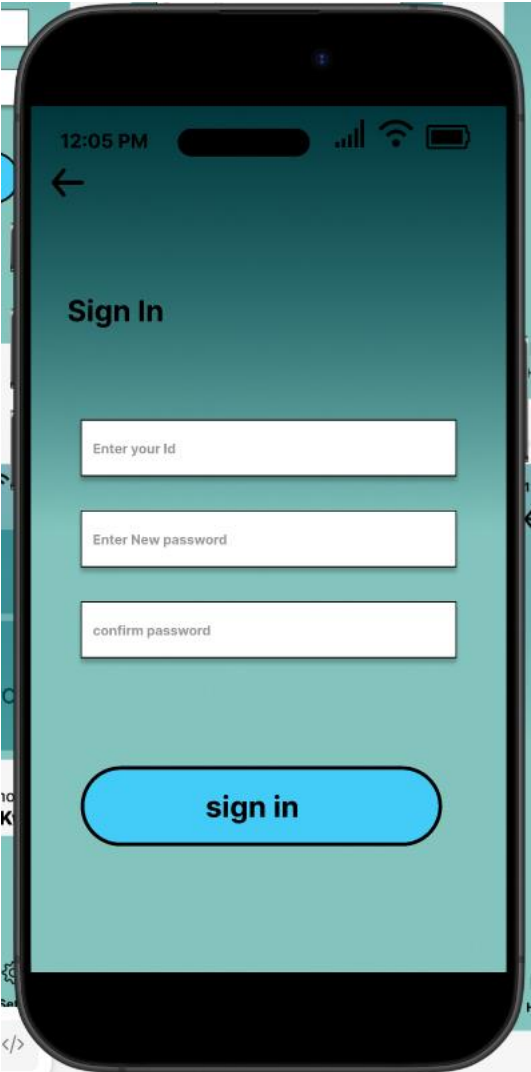 12:05 PM
Sign In
Enter your Id
Enter New password
confirm password
sign in
</>